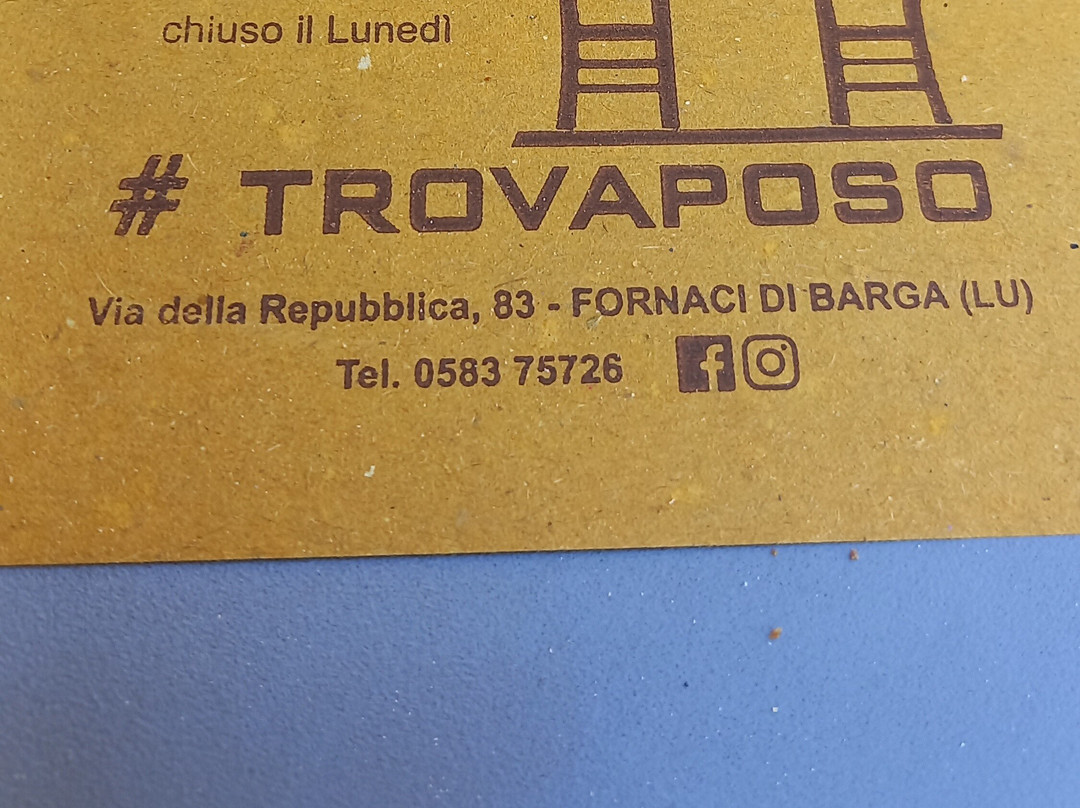 chiuso il Lunedì
# TROVAPOSO
Via della Repubblica, 83 - FORNACI DI BARGA (LU)
Tel. 0583 75726